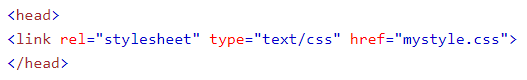 <head>
<link rel="stylesheet" type="text/css" href="mystyle.css">
</head>